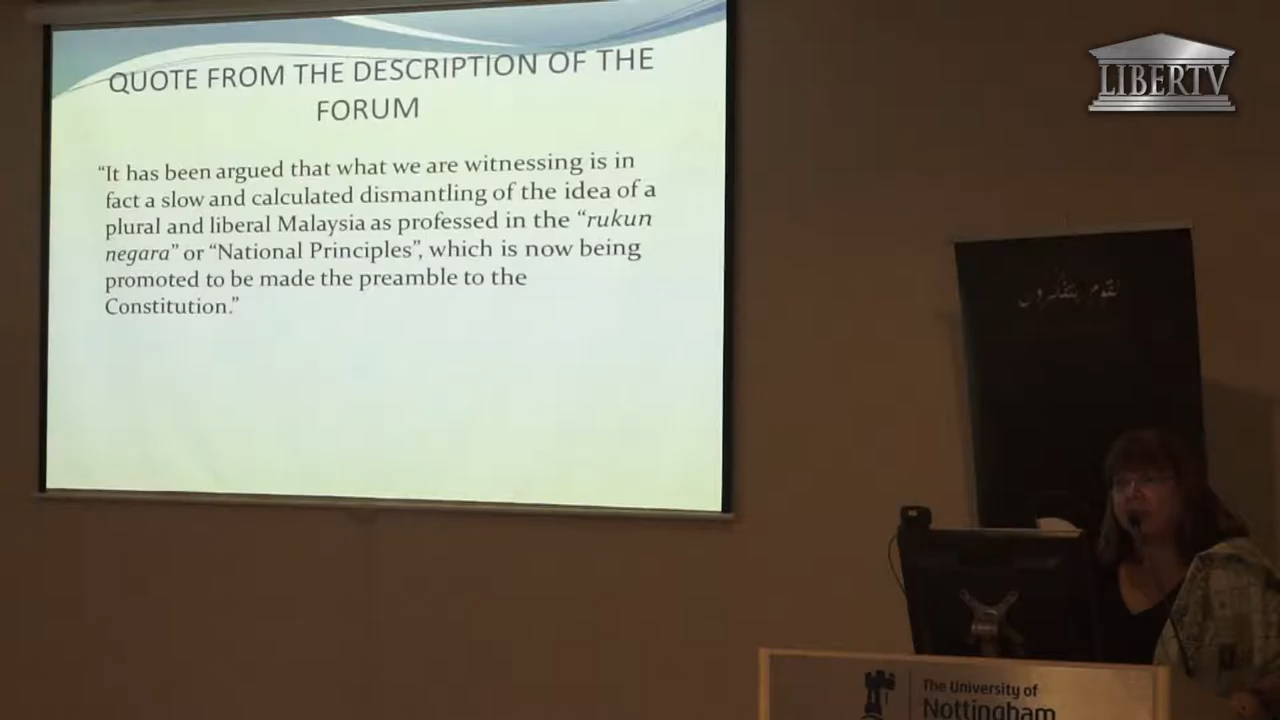 QUOTE FROM THE DESCRIPTION OF THE
FORUM
“It has been argued that what we are witnessing is in
fact a slow and calculated dismantling of the idea of a
plural and liberal Malaysia as professed in the “rukun
negara” or “National Principles”, which is now being
promoted to be made the preamble to the
Constitution.”
LIBERTV
لقوم يتفكرون
The University of
Nottingham